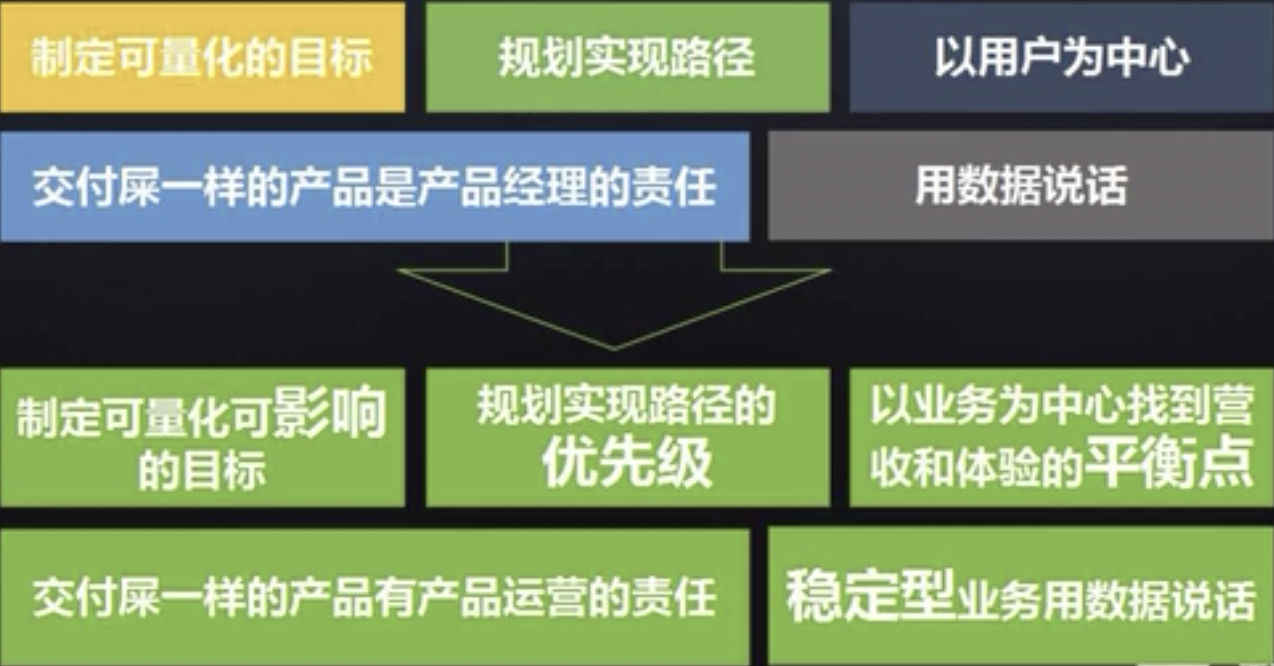 制定可量化的目标
规划实现路径
以用户为中心
交付屎一样的产品是产品经理的责任
用数据说话
制定可量化可影响
的目标
规划实现路径的
优先级
以业务为中心找到营
收和体验的平衡点
交付屎一样的产品有产品运营的责任
稳定型业务用数据说话